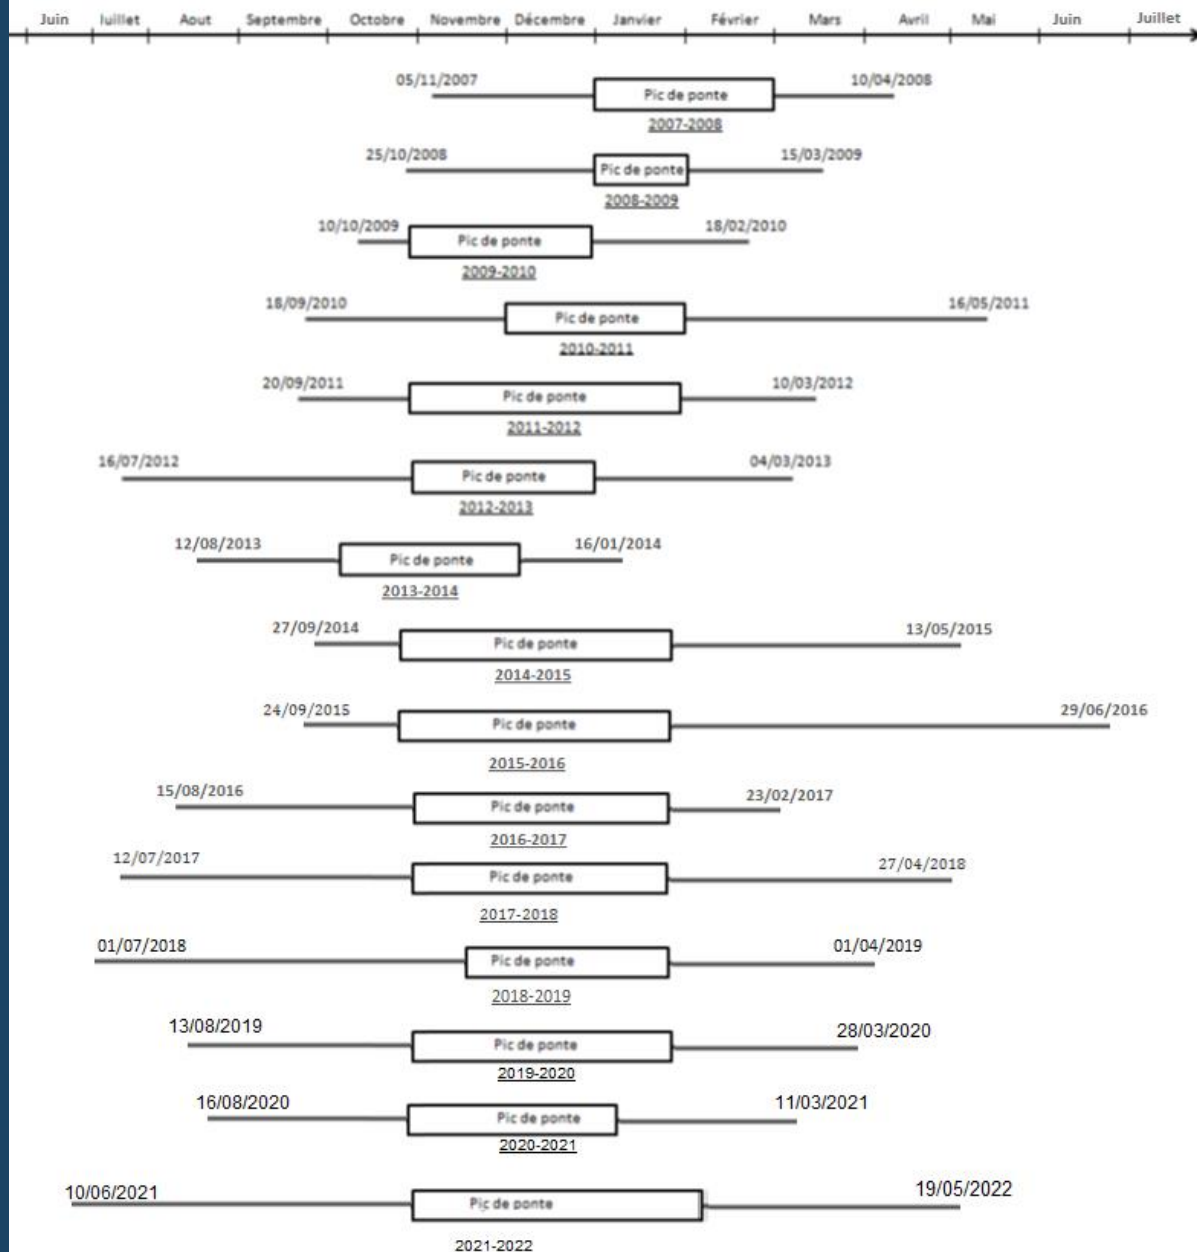 Juin Juillet Aout Septembre Octobre Novembre Décembre Janvier Février Mars Avril Mai Juin Juillet
05/11/2007 10/04/2008
Pic de ponte
2007-2008
25/10/2008 15/03/2009
Pic de ponte
2008-2009
10/10/2009 18/02/2010
Pic de ponte
2009-2010
18/09/2010 16/05/2011
Pic de ponte
2010-2011
20/09/2011 10/03/2012
Pic de ponte
2011-2012
16/07/2012 04/03/2013
Pic de ponte
2012-2013
12/08/2013 16/01/2014
Pic de ponte
2013-2014
27/09/2014 13/05/2015
Pic de ponte
2014-2015
24/09/2015 29/06/2016
Pic de ponte
2015-2016
15/08/2016 23/02/2017
Pic de ponte
2016-2017
12/07/2017 27/04/2018
Pic de ponte
2017-2018
01/07/2018 01/04/2019
Pic de ponte
2018-2019
13/08/2019 28/03/2020
Pic de ponte
2019-2020
16/08/2020 11/03/2021
Pic de ponte
2020-2021
10/06/2021 19/05/2022
Pic de ponte
2021-2022